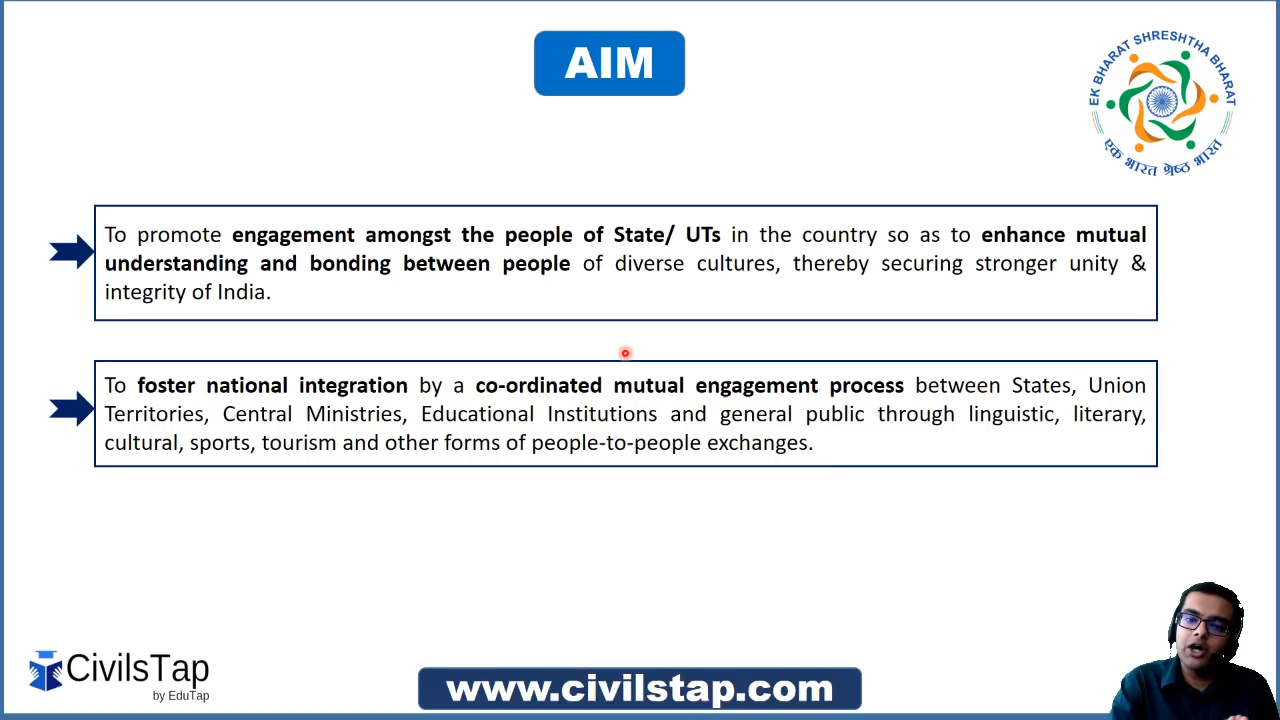 AIM
EK BHARAT SHRESHTHA BHARAT
एक भारत श्रेष्ठ भारत
To promote engagement amongst the people of State/ UTs in the country so as to enhance mutual
understanding and bonding between people of diverse cultures, thereby securing stronger unity &
integrity of India.
To foster national integration by a co-ordinated mutual engagement process between States, Union
Territories, Central Ministries, Educational Institutions and general public through linguistic, literary,
cultural, sports, tourism and other forms of people-to-people exchanges.
CivilsTap
by EduTap
www.civilstap.com